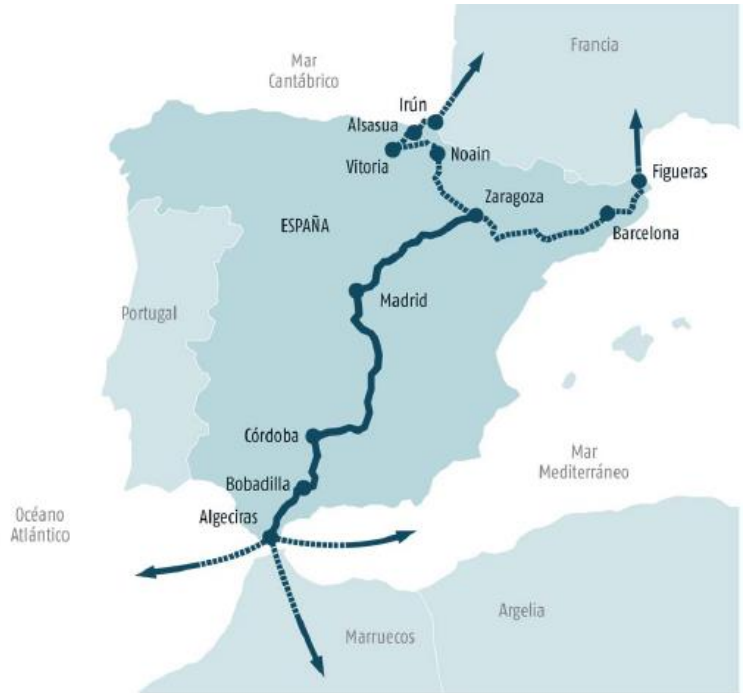 Francia
Mar
Cantábrico
Irún
Alsasua
Vitoria
Noain
Figueras
Zaragoza
ESPAÑA
Barcelona
Madrid
Portugal
Córdoba
Mar
Mediterráneo
Bobadilla
Océano
Atlántico
Algeciras
Argelia
Marruecos